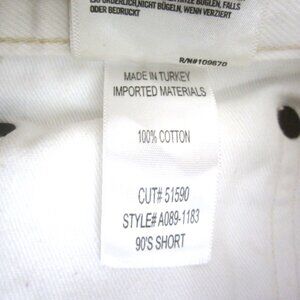 ERFORDERLICH,NICHT BÜGELN, WENN VERZIERT
ODER BEDRUCKT
R/N#109670
MADE IN TURKEY
IMPORTED MATERIALS
100% COTTON
CUT# 51590
STYLE# A089-1183
90'S SHORT